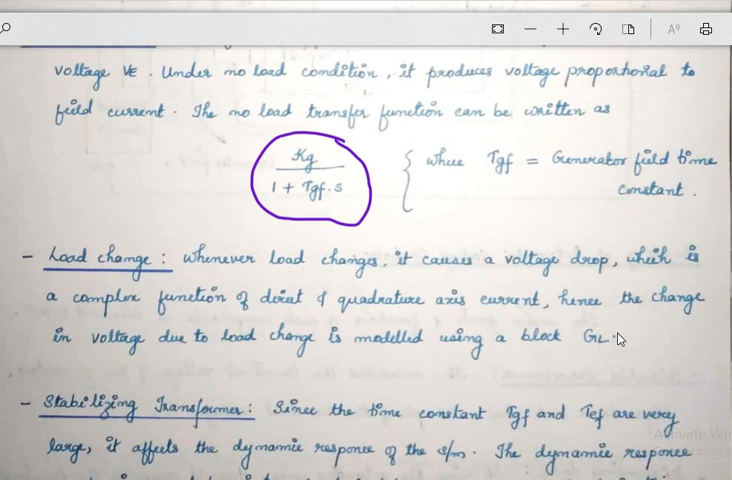 voltage VE. Under no load condition, it produces voltage proportional to
field current. The no load transfer function can be written as
Kg
1 + Tgf.s
{ where Tgf = Generator field time
constant.
- Load change: Whenever load changes, it causes a voltage drop, which is
a complex function of direct & quadrature axis current, hence the change
in voltage due to load change is modelled using a block GL.
- Stabilizing Transformer: Since the time constant Tgf and Tef are very
large, it affects the dynamic responce of the s/m. The dynamic responce